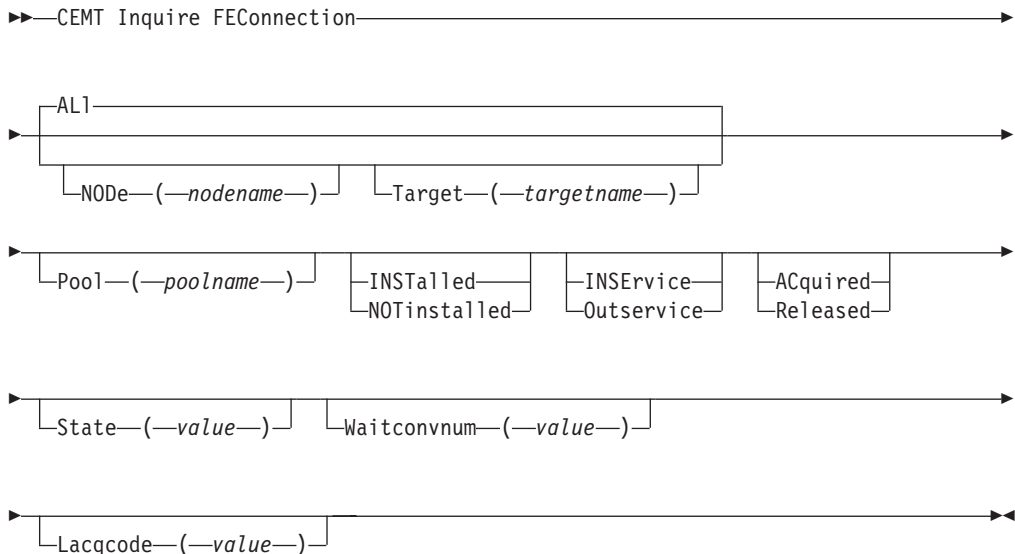 CEMT Inquire FEConnection
ALl
NODe (nodename) Target (targetname)
Pool (poolname) INSTalled INSErvice ACquired
NOTinstalled Outservice Released
State (value) Waitconvnum (value)
Lacqcode (value)